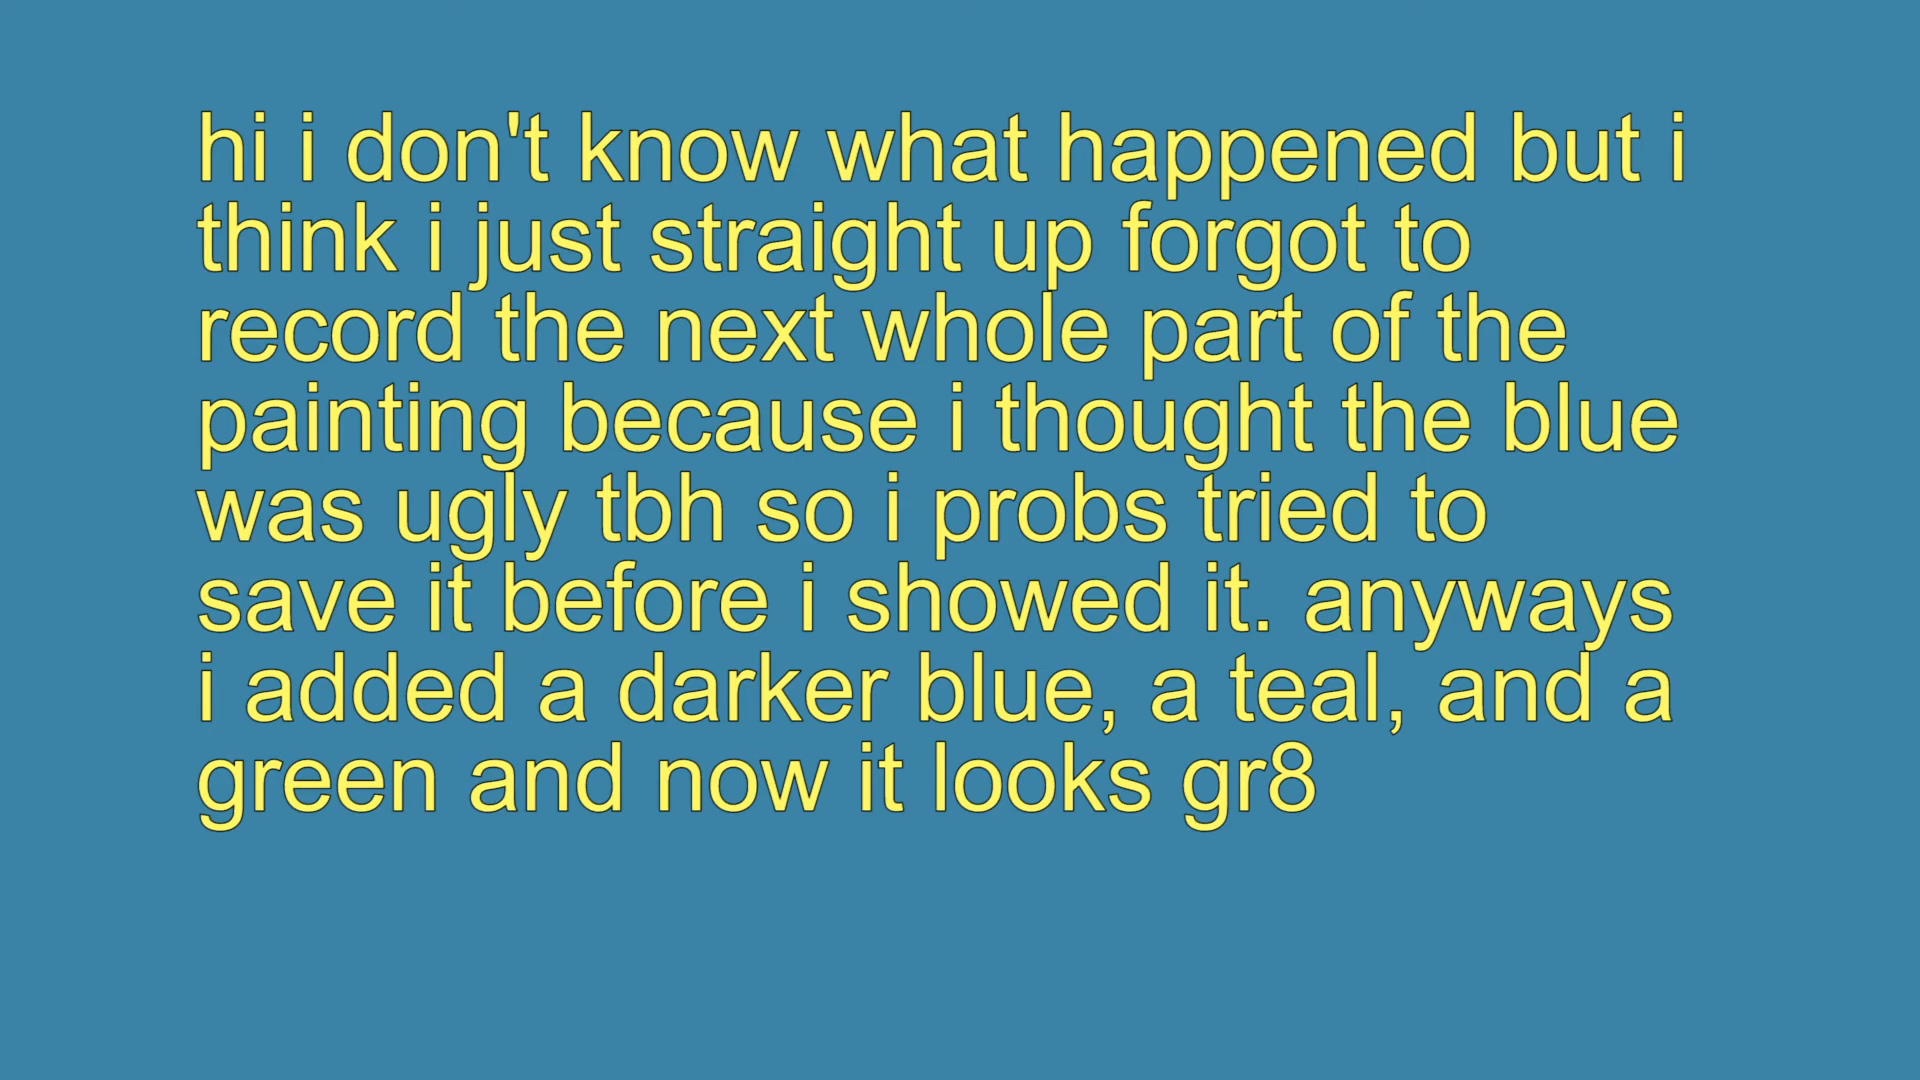 hi i don't know what happened but i
think i just straight up forgot to
record the next whole part of the
painting because i thought the blue
was ugly tbh so i probs tried to
save it before i showed it. anyways
i added a darker blue, a teal, and a
green and now it looks gr8